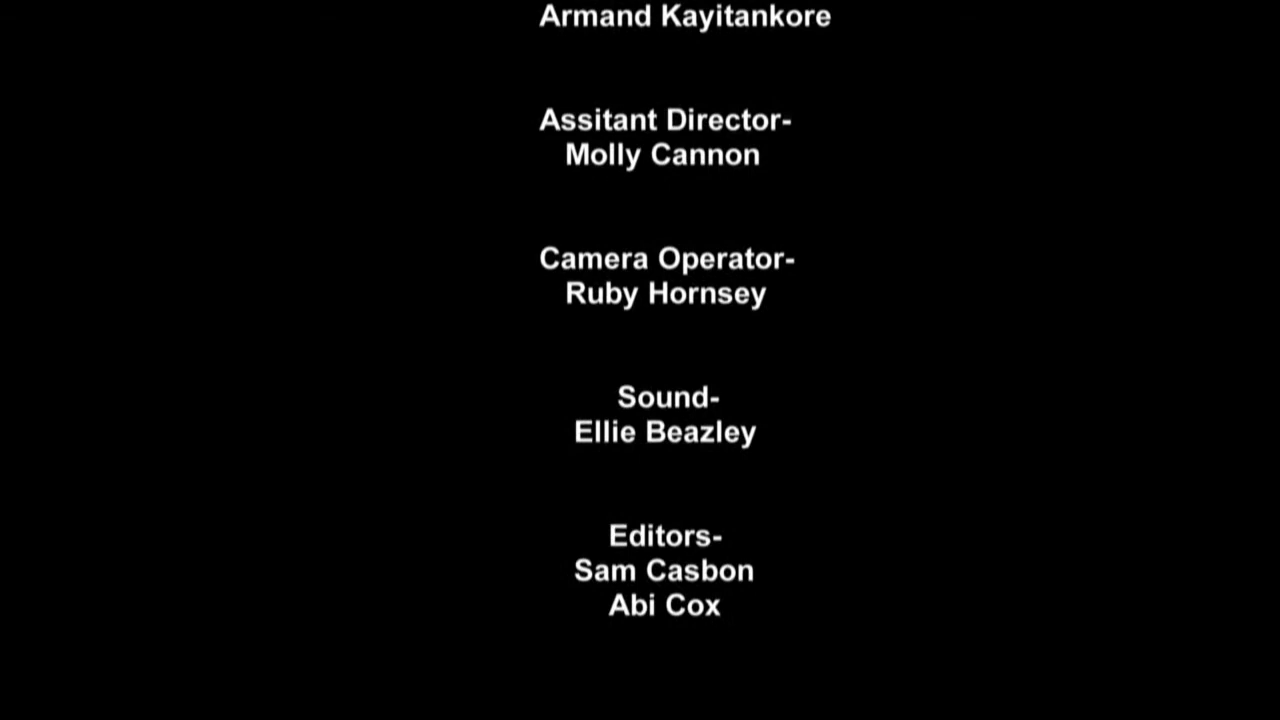 Armand Kayitankore
Assitant Director-
Molly Cannon
Camera Operator-
Ruby Hornsey
Sound-
Ellie Beazley
Editors-
Sam Casbon
Abi Cox